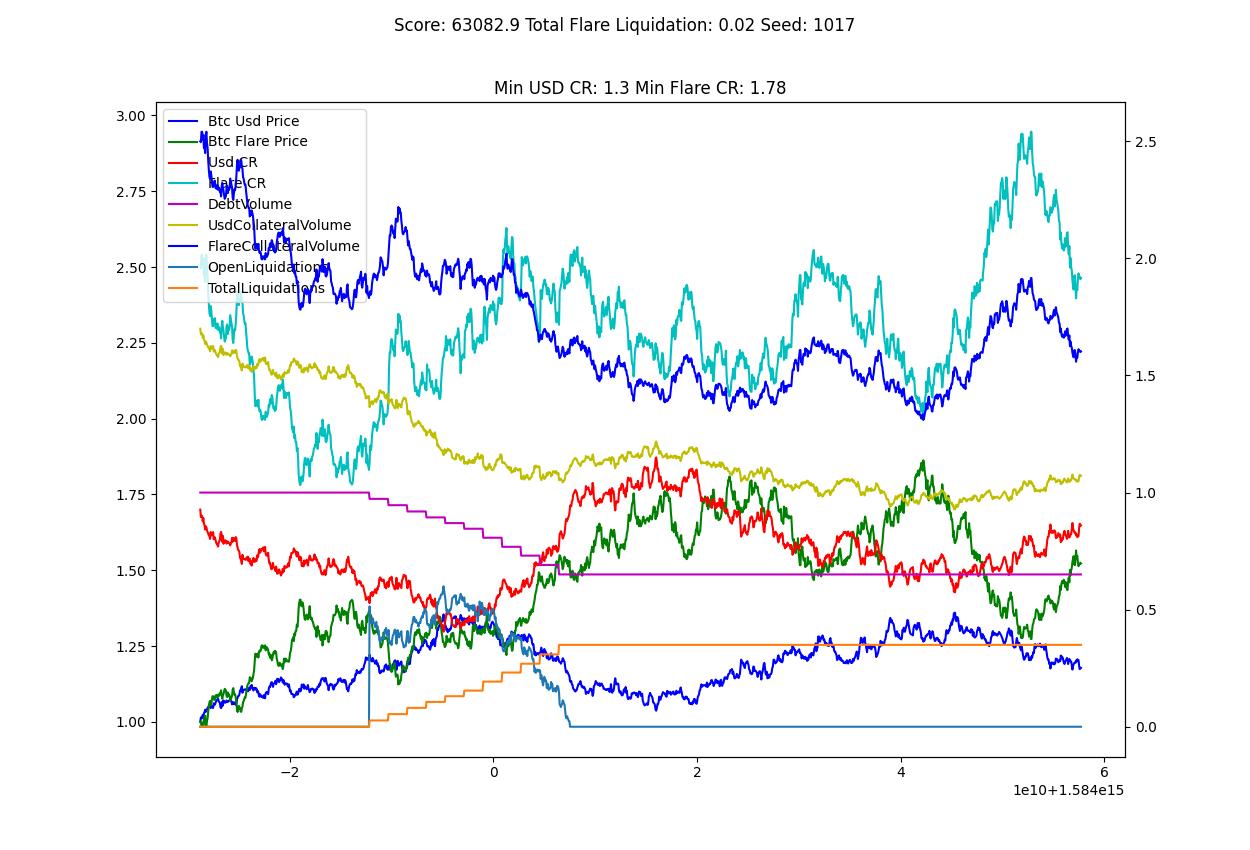 Score: 63082.9 Total Flare Liquidation: 0.02 Seed: 1017
Min USD CR: 1.3 Min Flare CR: 1.78
Btc Usd Price
Btc Flare Price
Usd CR
Flare CR
DebtVolume
UsdCollateralVolume
FlareCollateralVolume
OpenLiquidations
TotalLiquidations
3.00
2.75
2.50
2.25
2.00
1.75
1.50
1.25
1.00
2.5
2.0
1.5
1.0
0.5
0.0
−2
0
2
4
6
1e10+1.584e15